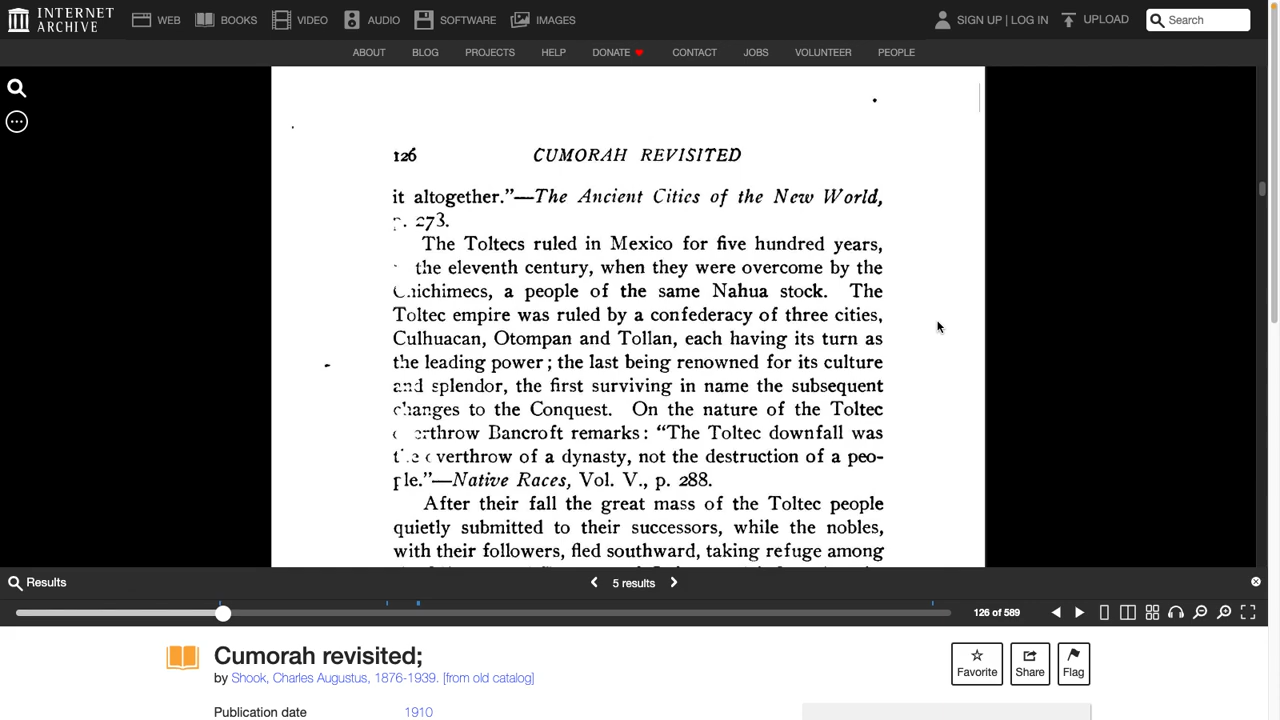 INTERNET ARCHIVE
WEB BOOKS VIDEO AUDIO SOFTWARE IMAGES SIGN UP | LOG IN UPLOAD Search
ABOUT BLOG PROJECTS HELP DONATE CONTACT JOBS VOLUNTEER PEOPLE
126 CUMORAH REVISITED
it altogether."—The Ancient Cities of the New World,
p. 273.
The Toltecs ruled in Mexico for five hundred years,
the eleventh century, when they were overcome by the
Chichimecs, a people of the same Nahua stock. The
Toltec empire was ruled by a confederacy of three cities,
Culhuacan, Otompan and Tollan, each having its turn as
the leading power; the last being renowned for its culture
and splendor, the first surviving in name the subsequent
changes to the Conquest. On the nature of the Toltec
overthrow Bancroft remarks: "The Toltec downfall was
the overthrow of a dynasty, not the destruction of a peo-
ple."—Native Races, Vol. V., p. 288.
After their fall the great mass of the Toltec people
quietly submitted to their successors, while the nobles,
with their followers, fled southward, taking refuge among
Results 5 results
126 of 589
Cumorah revisited;
by Shook, Charles Augustus, 1876-1939. [from old catalog]
Favorite Share Flag
Publication date 1910